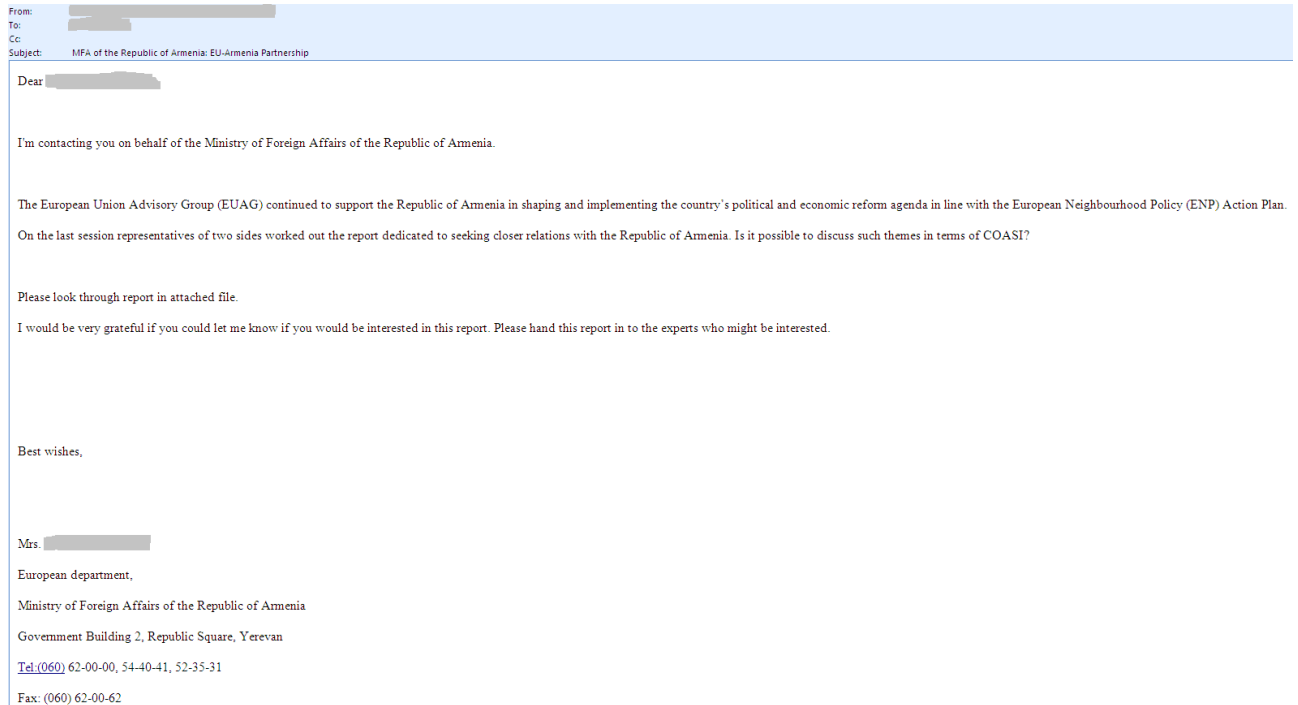 From:
To:
Cc:
Subject: MFA of the Republic of Armenia: EU-Armenia Partnership
Dear
I'm contacting you on behalf of the Ministry of Foreign Affairs of the Republic of Armenia.
The European Union Advisory Group (EUAG) continued to support the Republic of Armenia in shaping and implementing the country's political and economic reform agenda in line with the European Neighbourhood Policy (ENP) Action Plan.
On the last session representatives of two sides worked out the report dedicated to seeking closer relations with the Republic of Armenia. Is it possible to discuss such themes in terms of COASI?
Please look through report in attached file.
I would be very grateful if you could let me know if you would be interested in this report. Please hand this report in to the experts who might be interested.
Best wishes,
Mrs.
European department,
Ministry of Foreign Affairs of the Republic of Armenia
Government Building 2, Republic Square, Yerevan
Tel:(060) 62-00-00, 54-40-41, 52-35-31
Fax: (060) 62-00-62